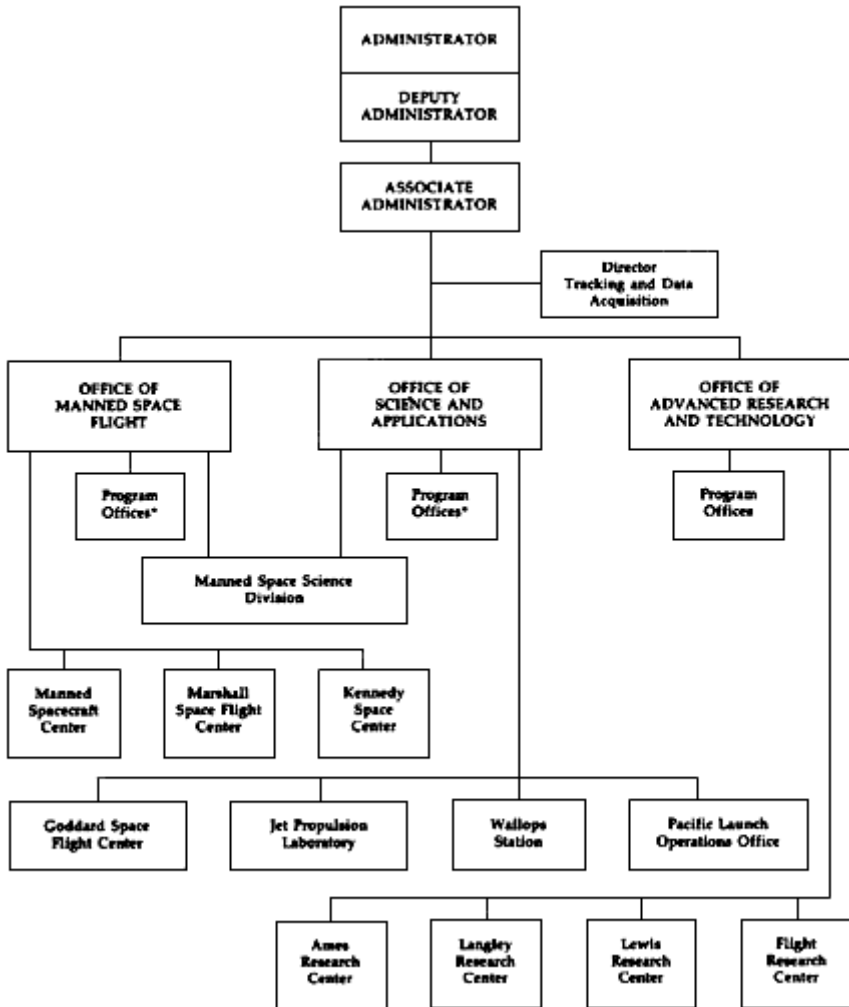 ADMINISTRATOR
DEPUTY
ADMINISTRATOR
ASSOCIATE
ADMINISTRATOR
Director
Tracking and Data
Acquisition
OFFICE OF
MANNED SPACE
FLIGHT
OFFICE OF
SCIENCE AND
APPLICATIONS
OFFICE OF
ADVANCED RESEARCH
AND TECHNOLOGY
Program
Offices*
Program
Offices*
Program
Offices
Manned Space Science
Division
Manned
Spacecraft
Center
Marshall
Space Flight
Center
Kennedy
Space
Center
Goddard Space
Flight Center
Jet Propulsion
Laboratory
Wallops
Station
Pacific Launch
Operations Office
Ames
Research
Center
Langley
Research
Center
Lewis
Research
Center
Flight
Research
Center